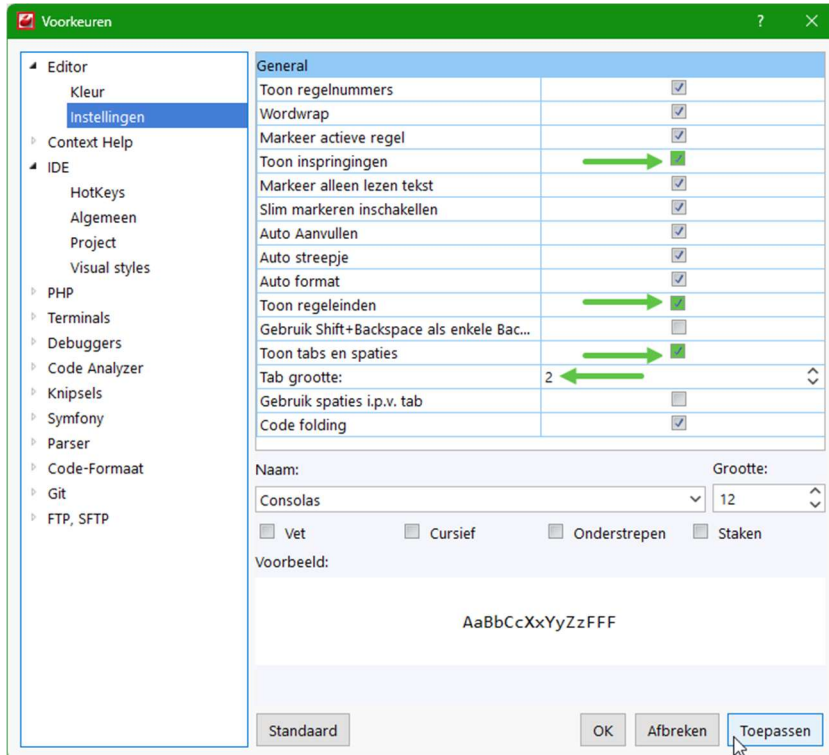 Voorkeuren
Editor
Kleur
Instellingen
Context Help
IDE
HotKeys
Algemeen
Project
Visual styles
PHP
Terminals
Debuggers
Code Analyzer
Knipsels
Symfony
Parser
Code-Formaat
Git
FTP, SFTP
General
Toon regelnummers
Wordwrap
Markeer actieve regel
Toon inspringingen
Markeer alleen lezen tekst
Slim markeren inschakellen
Auto Aanvullen
Auto streepje
Auto format
Toon regeleinden
Gebruik Shift+Backspace als enkele Bac...
Toon tabs en spaties
Tab grootte: 2
Gebruik spaties i.p.v. tab
Code folding
Naam: Grootte:
Consolas 12
Vet Cursief Onderstrepen Staken
Voorbeeld:
AaBbCcXxYyZzFFF
Standaard OK Afbreken Toepassen